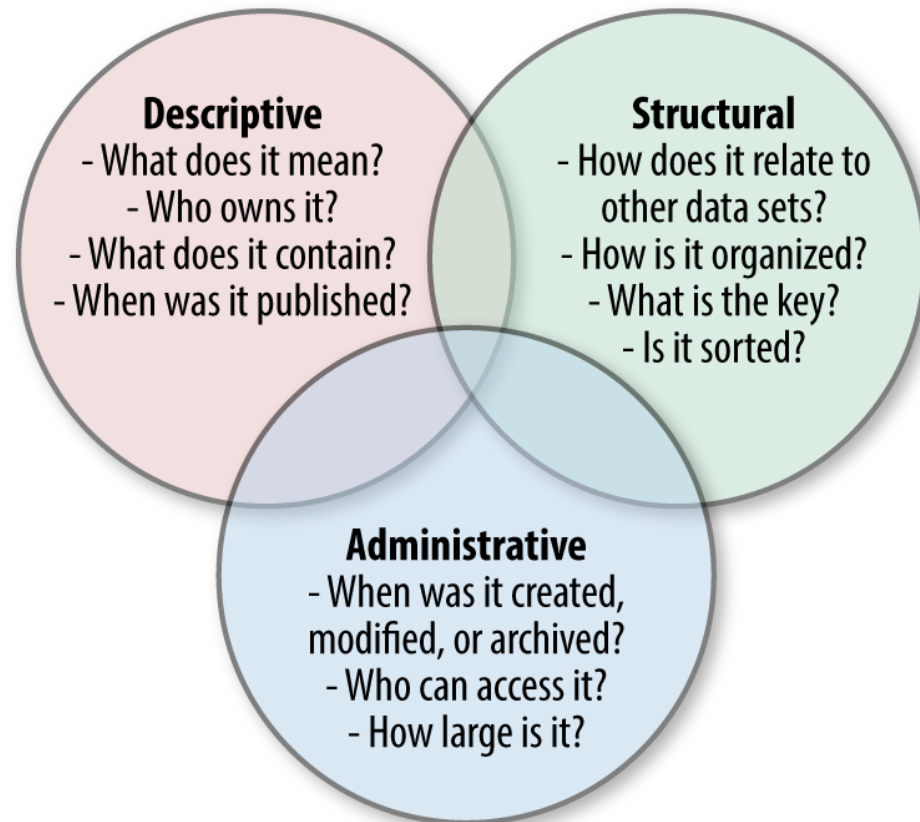 Descriptive
- What does it mean?
- Who owns it?
- What does it contain?
- When was it published?
Structural
- How does it relate to
other data sets?
- How is it organized?
- What is the key?
- Is it sorted?
Administrative
- When was it created,
modified, or archived?
- Who can access it?
- How large is it?